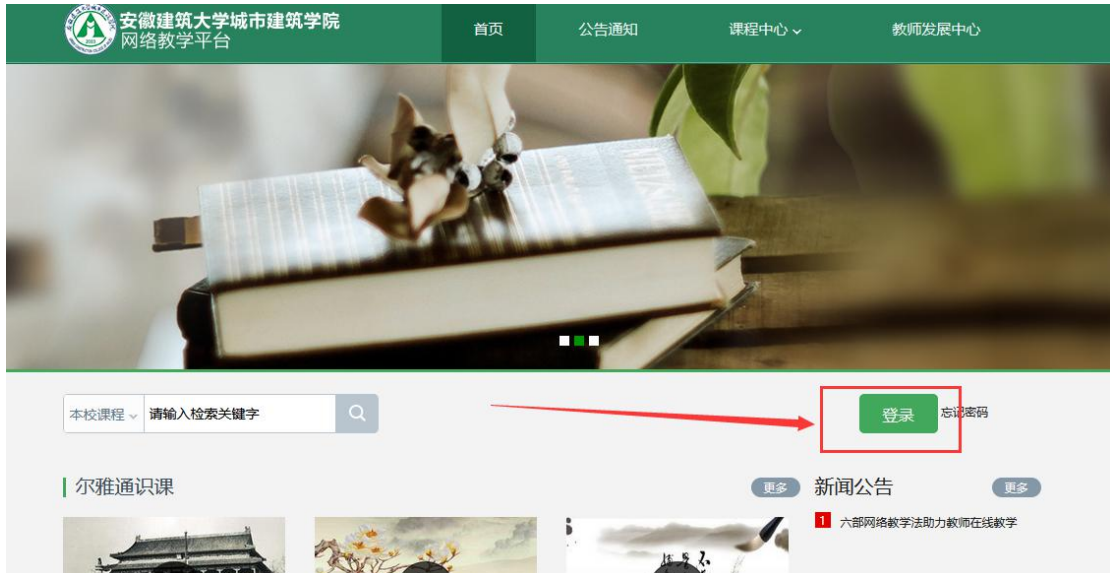 安徽建筑大学城市建筑学院
网络教学平台
首页 公告通知 课程中心 教师发展中心
本校课程 请输入检索关键字
登录 忘记密码
尔雅通识课 更多
新闻公告 更多
1 六部网络教学法助力教师在线教学